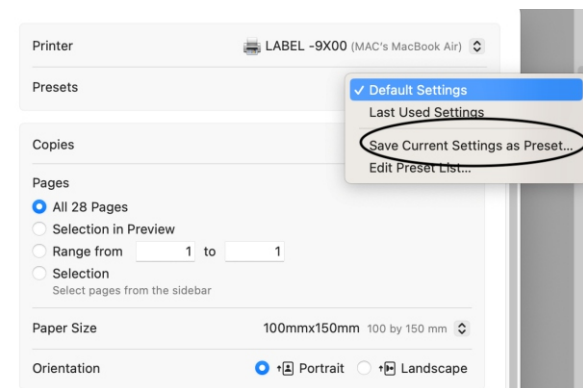 Printer LABEL -9X00 (MAC's MacBook Air)
Presets
✓ Default Settings
Last Used Settings
Save Current Settings as Preset...
Edit Preset List...
Copies
Pages
All 28 Pages
Selection in Preview
Range from 1 to 1
Selection
Select pages from the sidebar
Paper Size 100mmx150mm 100 by 150 mm
Orientation Portrait Landscape